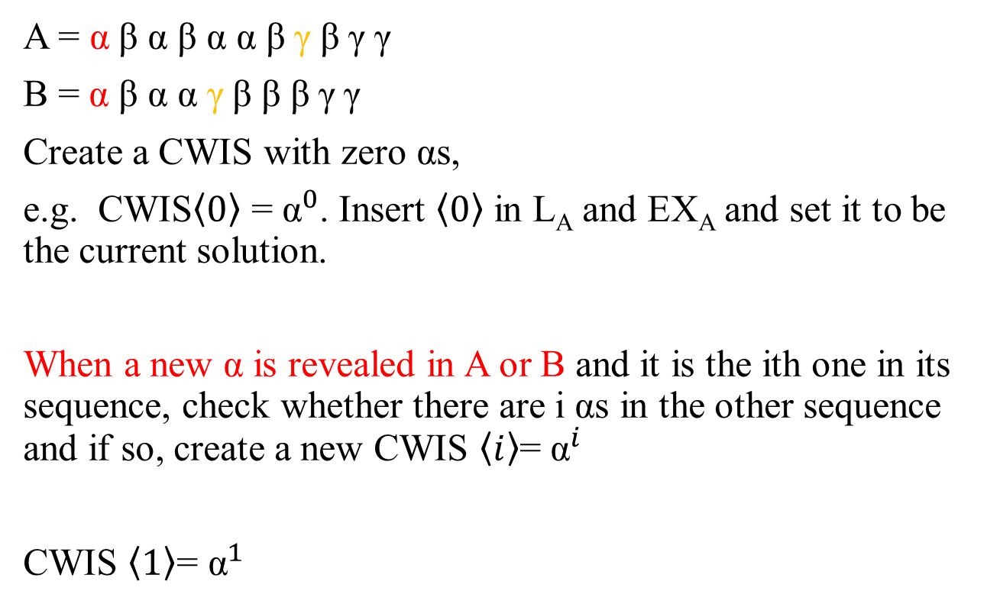 A = α β α β α α β γ β γ γ
B = α β α α γ β β β γ γ
Create a CWIS with zero αs,
e.g. CWIS⟨0⟩ = α⁰. Insert ⟨0⟩ in L_A and EX_A and set it to be
the current solution.
When a new α is revealed in A or B and it is the ith one in its
sequence, check whether there are i αs in the other sequence
and if so, create a new CWIS ⟨i⟩= αⁱ
CWIS ⟨1⟩= α¹